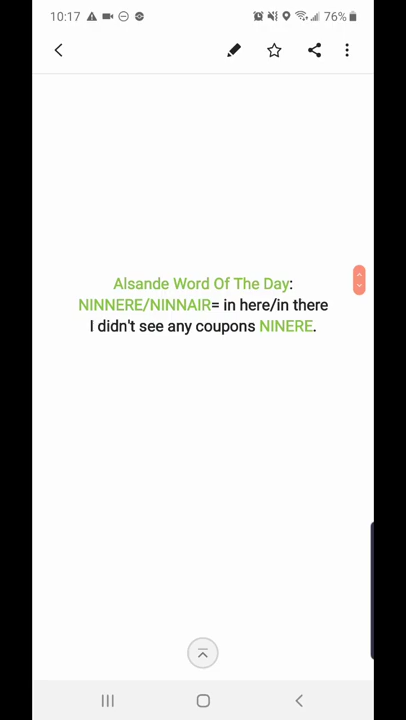 10:17
76%
Alsande Word Of The Day:
NINNERE/NINNAIR= in here/in there
I didn't see any coupons NINERE.